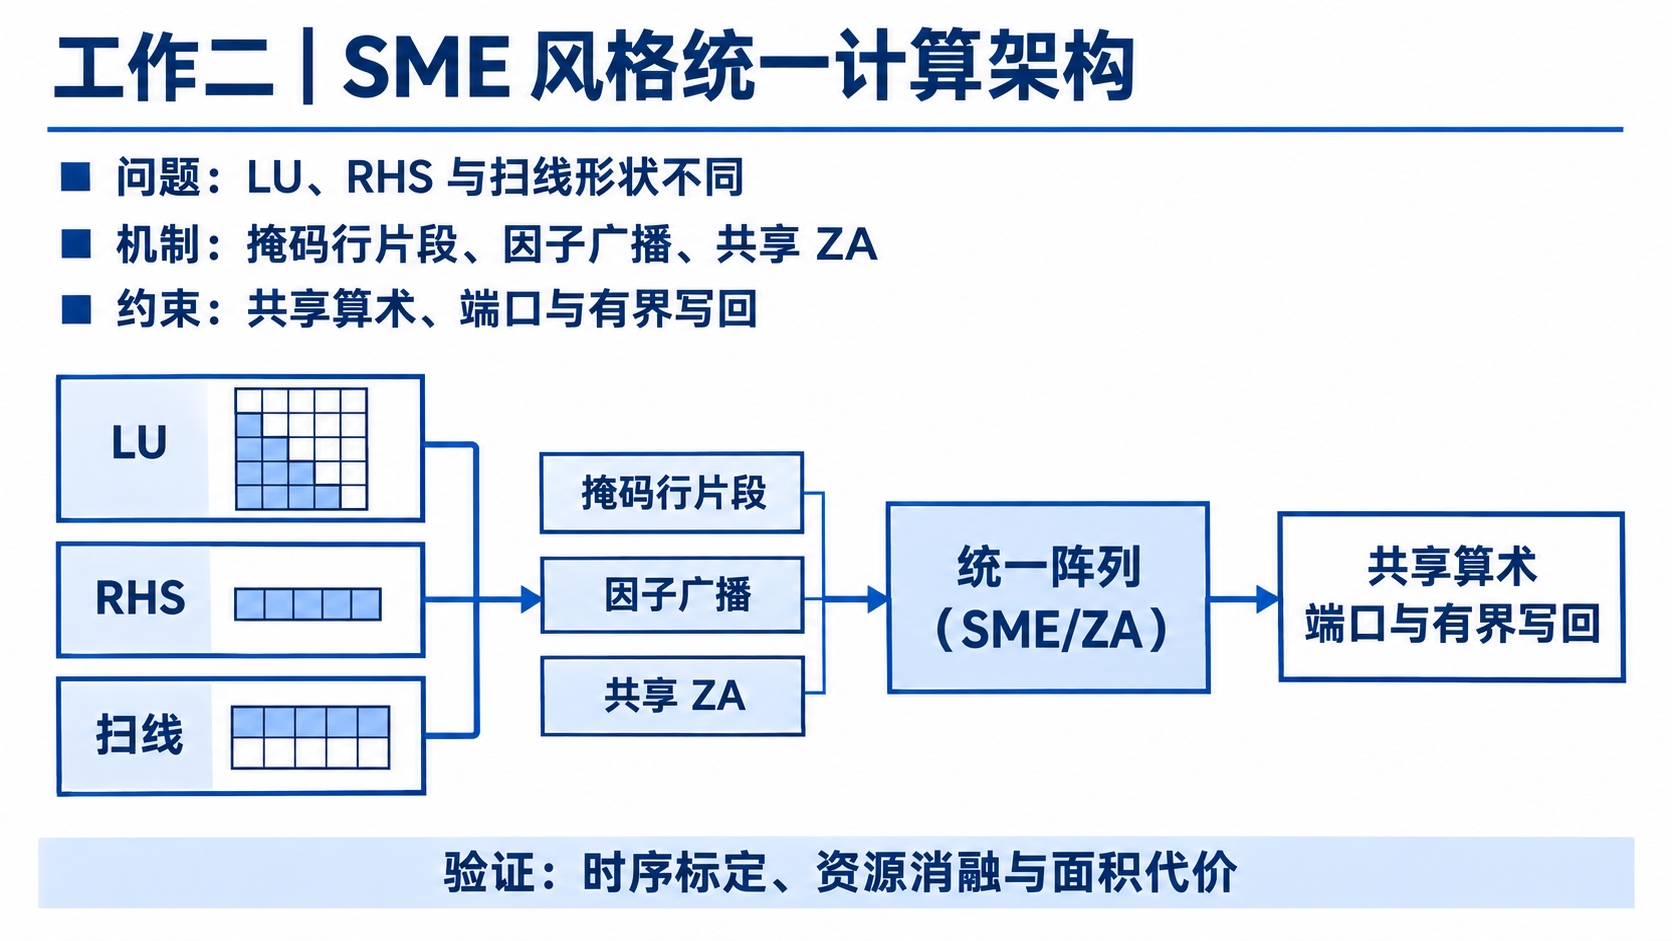 工作二 | SME 风格统一计算架构
问题：LU、RHS 与扫线形状不同
机制：掩码行片段、因子广播、共享 ZA
约束：共享算术、端口与有界写回
LU
RHS
扫线
掩码行片段
因子广播
共享 ZA
统一阵列
（SME/ZA）
共享算术
端口与有界写回
验证：时序标定、资源消融与面积代价